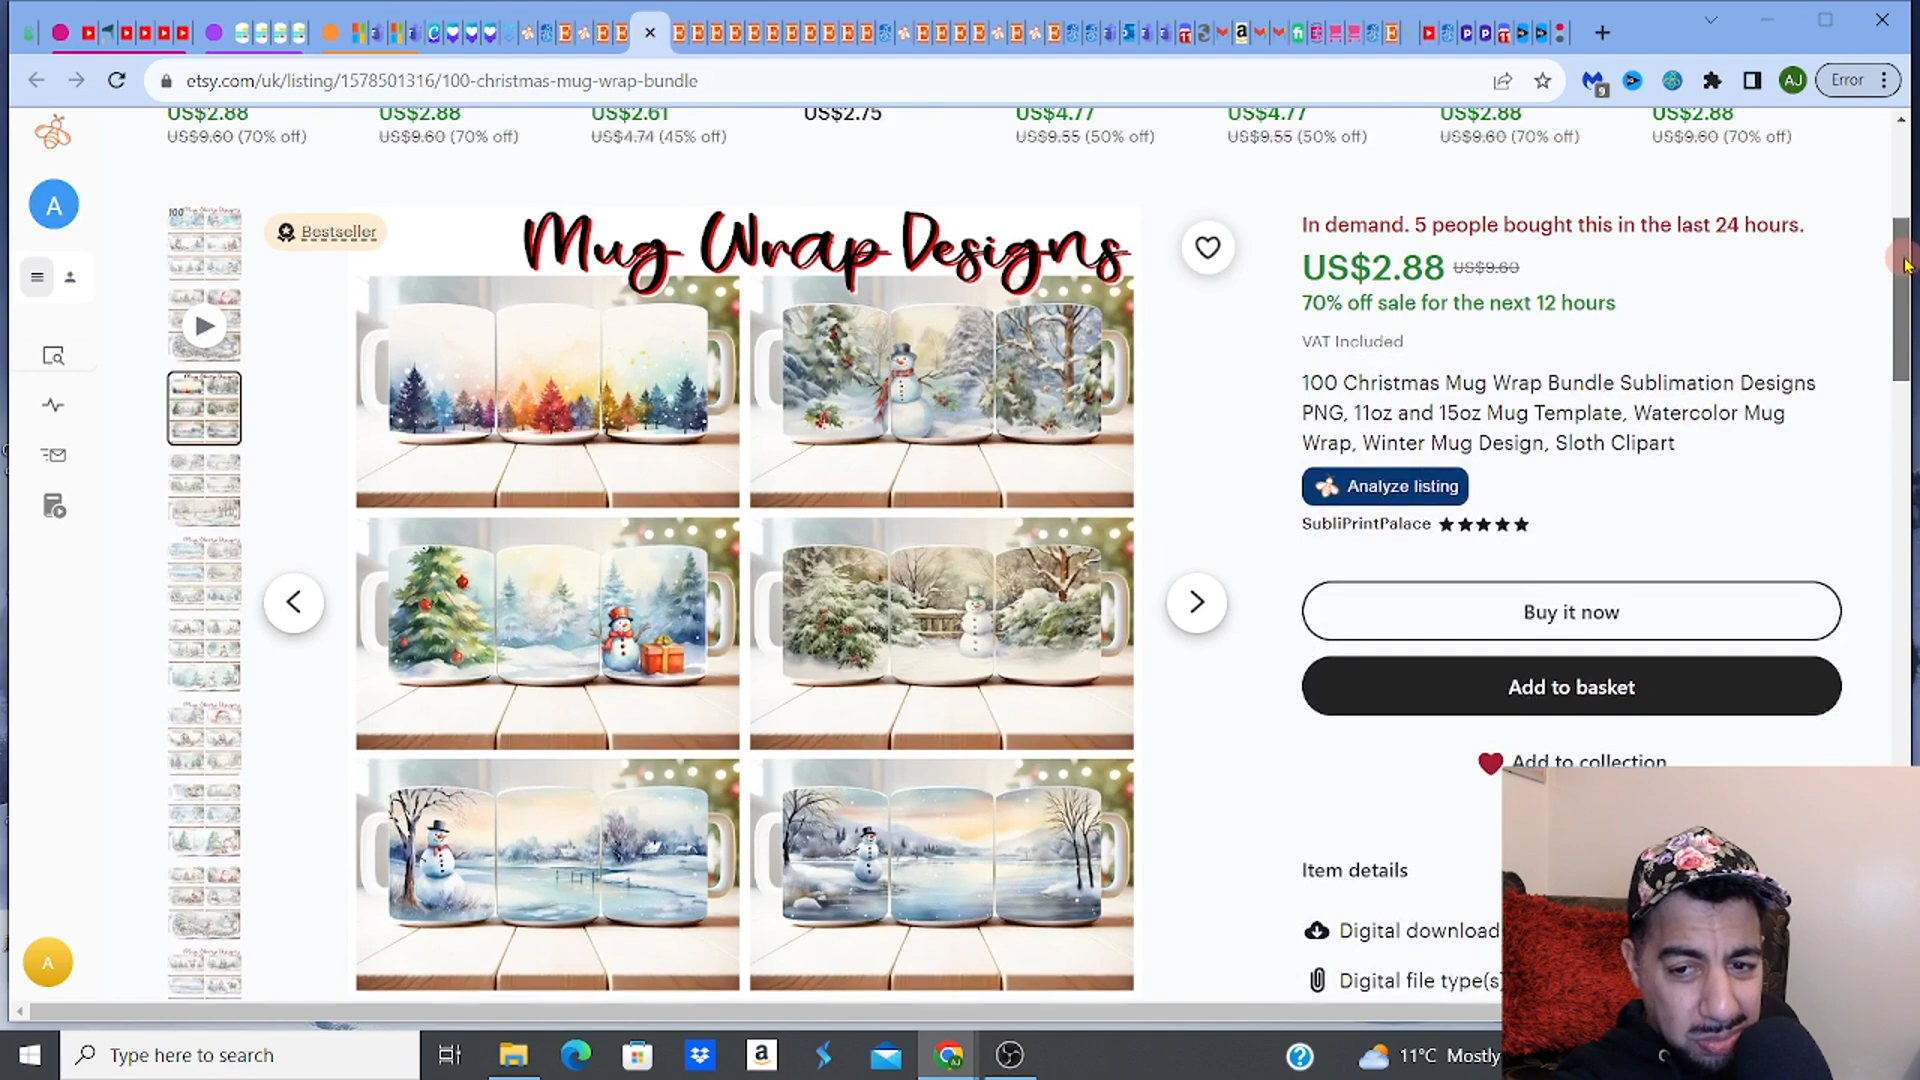 etsy.com/uk/listing/1578501316/100-christmas-mug-wrap-bundle
9
AJ
Error
US$2.88
US$2.88
US$2.61
US$2.75
US$4.77
US$4.77
US$2.88
US$2.88
US$9.60 (70% off)
US$9.60 (70% off)
US$4.74 (45% off)
US$9.55 (50% off)
US$9.55 (50% off)
US$9.60 (70% off)
US$9.60 (70% off)
A
100
Bestseller
Mug Wrap Designs
In demand. 5 people bought this in the last 24 hours.
US$2.88 US$9.60
70% off sale for the next 12 hours
VAT Included
100 Christmas Mug Wrap Bundle Sublimation Designs
PNG, 11oz and 15oz Mug Template, Watercolor Mug
Wrap, Winter Mug Design, Sloth Clipart
Analyze listing
SubliPrintPalace
Buy it now
Add to basket
Add to collection
Item details
Digital download
Digital file type(s)
A
Type here to search
11°C Mostly